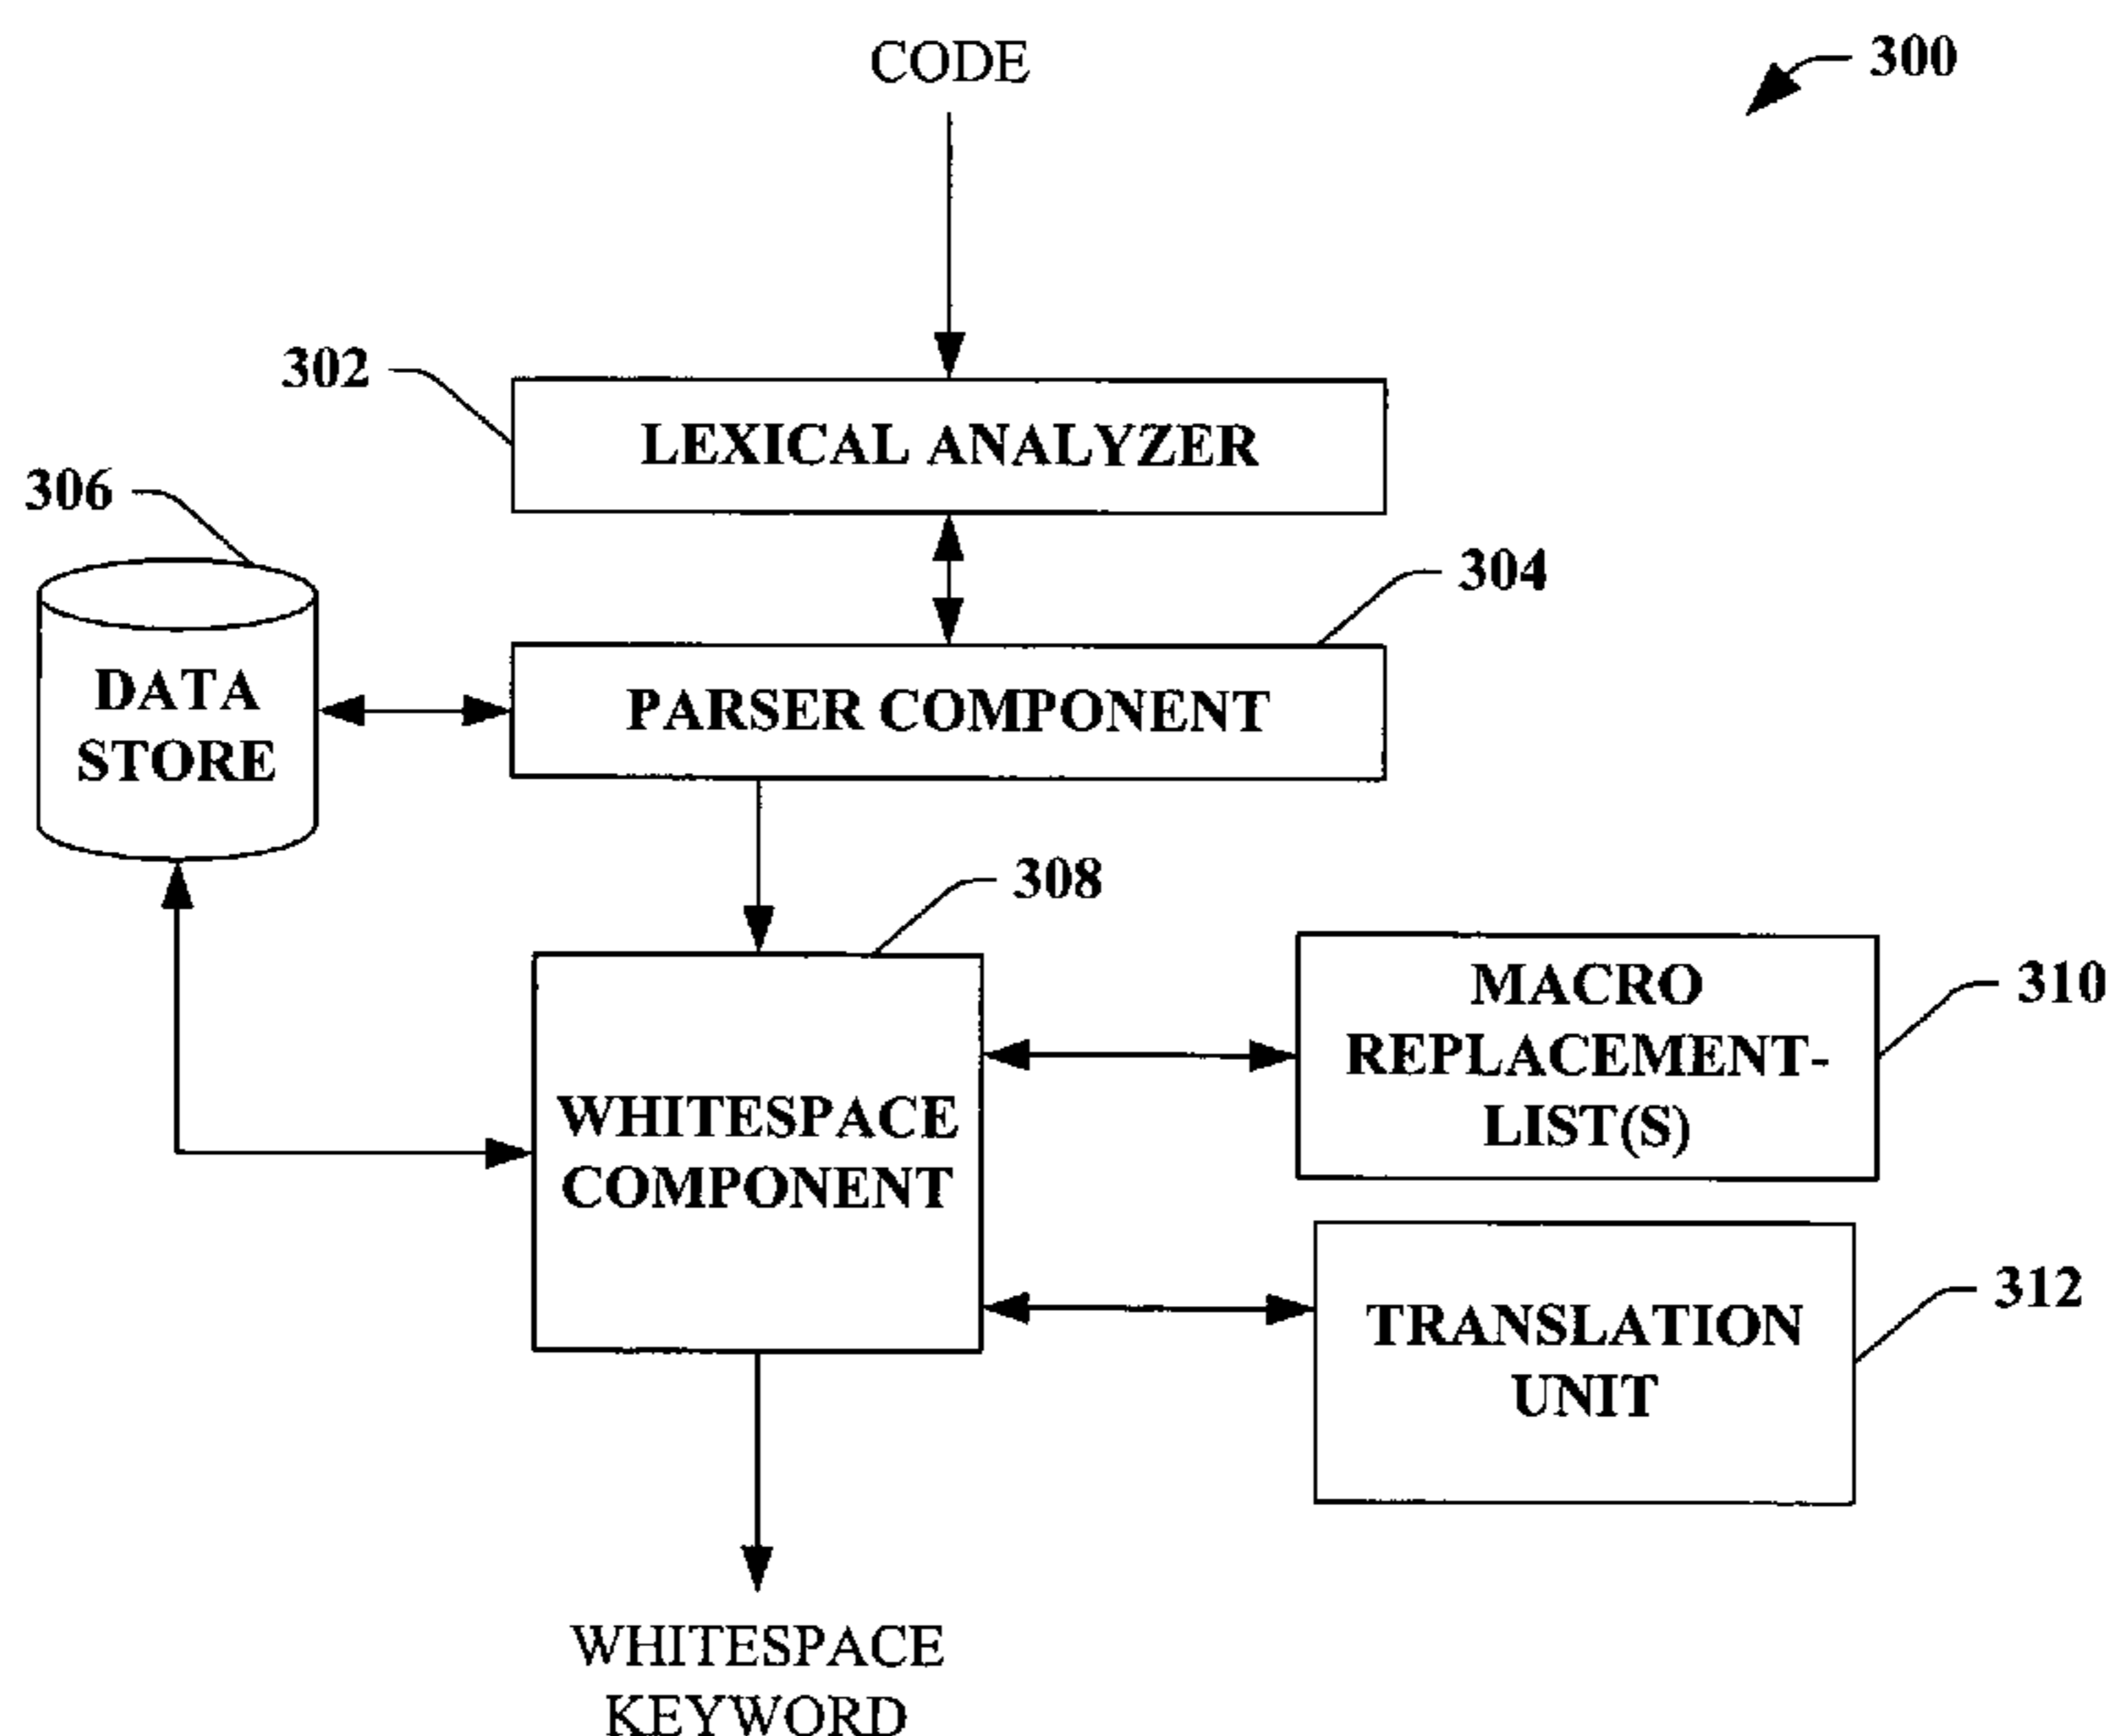 CODE
300
302
LEXICAL ANALYZER
306
304
DATA
STORE
PARSER COMPONENT
308
MACRO
REPLACEMENT-
LIST(S)
310
WHITESPACE
COMPONENT
TRANSLATION
UNIT
312
WHITESPACE
KEYWORD